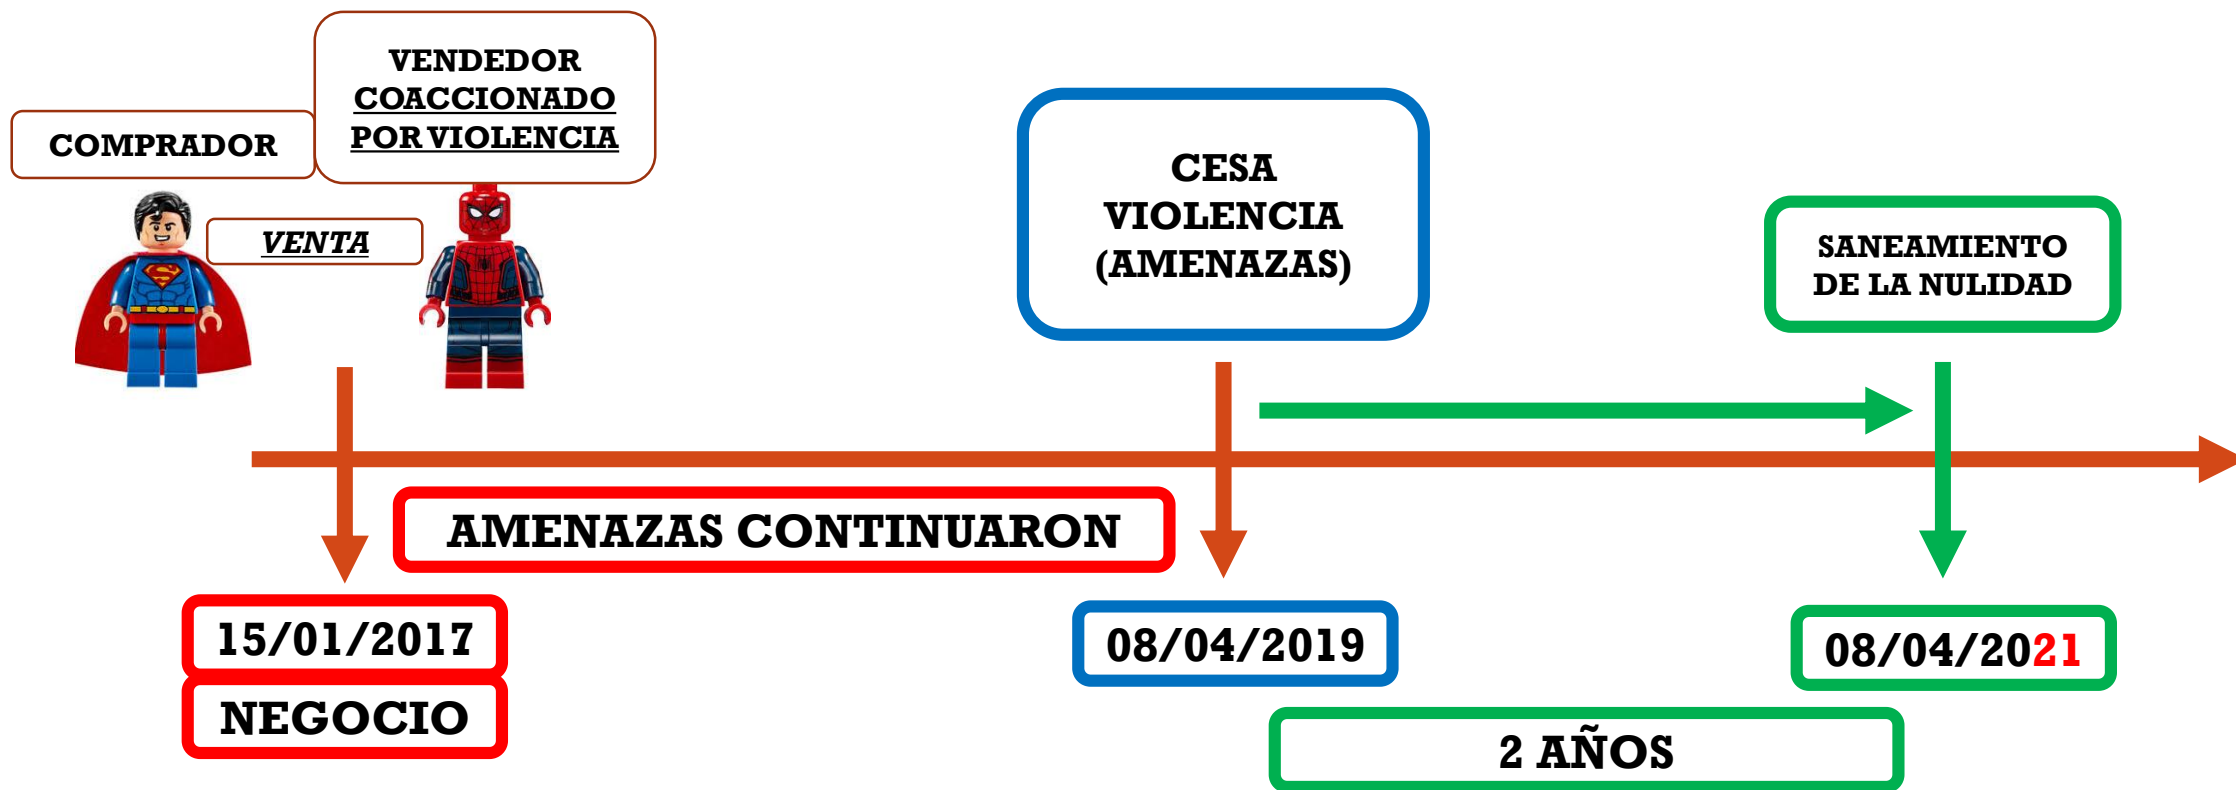 COMPRADOR
VENDEDOR
COACCIONADO
POR VIOLENCIA
VENTA
CESA
VIOLENCIA
(AMENAZAS)
SANEAMIENTO
DE LA NULIDAD
AMENAZAS CONTINUARON
15/01/2017
NEGOCIO
08/04/2019
08/04/2021
2 AÑOS